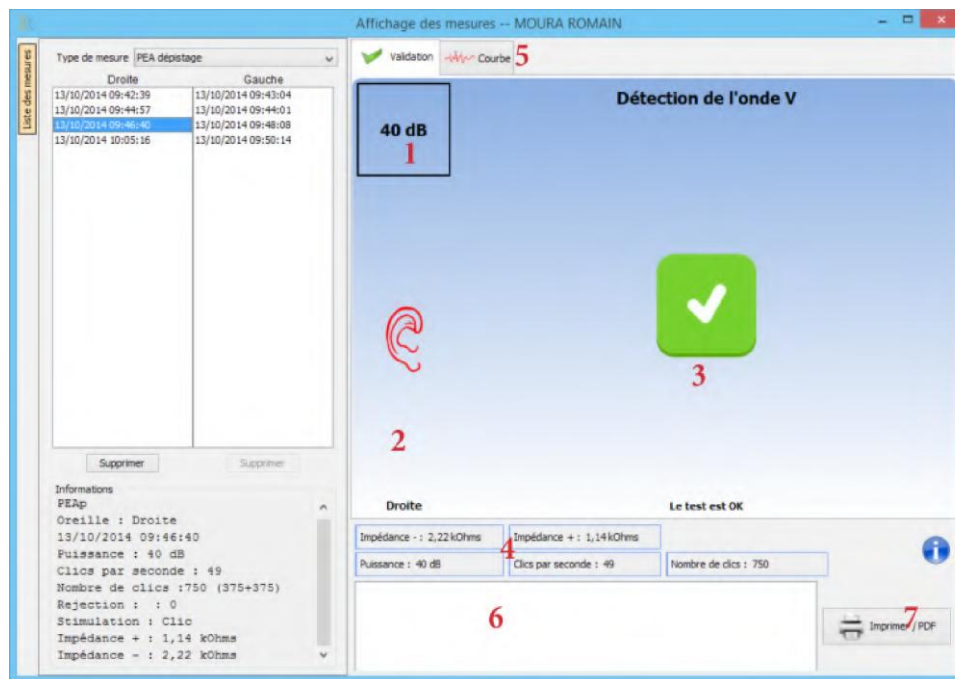 Affichage des mesures -- MOURA ROMAIN
Liste des mesures
Type de mesure PEA dépistage
Droite Gauche
13/10/2014 09:42:39 13/10/2014 09:43:04
13/10/2014 09:44:57 13/10/2014 09:44:01
13/10/2014 09:46:40 13/10/2014 09:48:08
13/10/2014 10:05:16 13/10/2014 09:50:14
Supprimer Supprimer
Informations
PEAp
Oreille : Droite
13/10/2014 09:46:40
Puissance : 40 dB
Clics par seconde : 49
Nombre de clics :750 (375+375)
Rejection : : 0
Stimulation : Clic
Impédance + : 1,14 kOhms
Impédance - : 2,22 kOhms
Validation Courbe 5
Détection de l'onde V
40 dB
1
2
3
Droite Le test est OK
Impédance - : 2,22 kOhms Impédance + : 1,14 kOhms
4
Puissance : 40 dB Clics par seconde : 49 Nombre de clics : 750
6
7
Imprimer / PDF